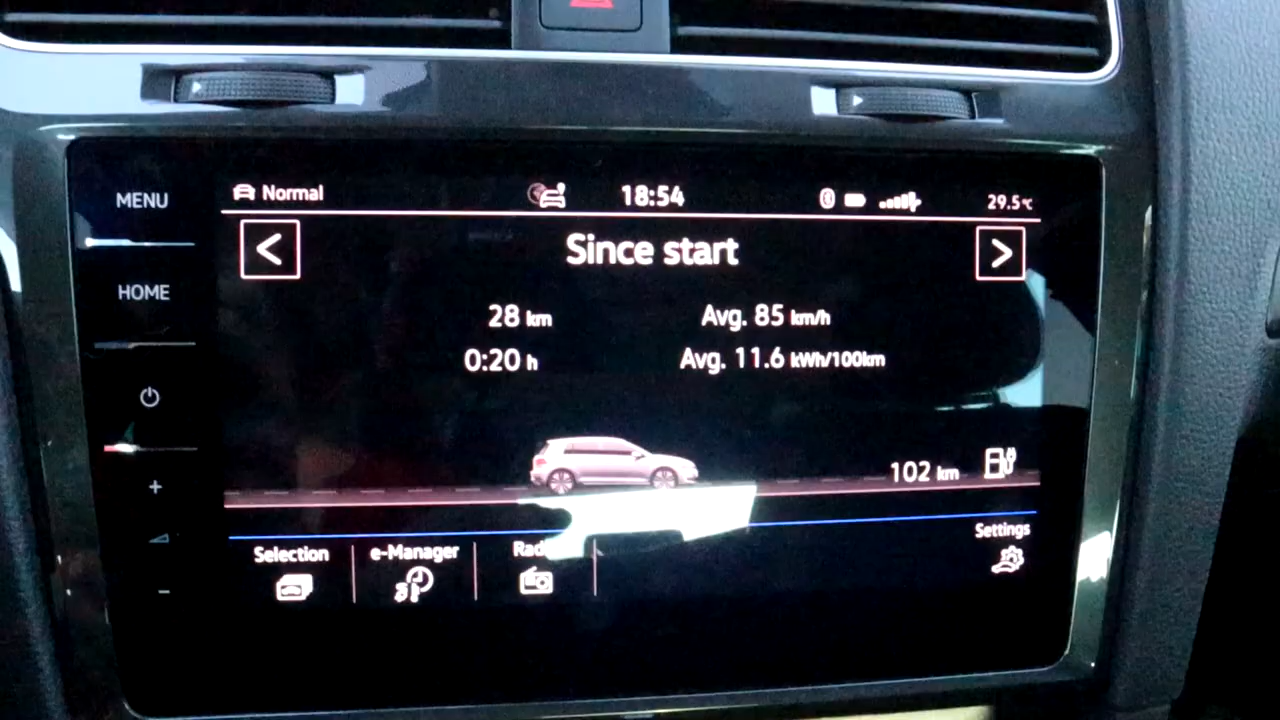 MENU
Normal
18:54
29.5°C
<
Since start
>
HOME
28 km
Avg. 85 km/h
0:20 h
Avg. 11.6 kWh/100km
+
102 km
Settings
Selection
e-Manager
−